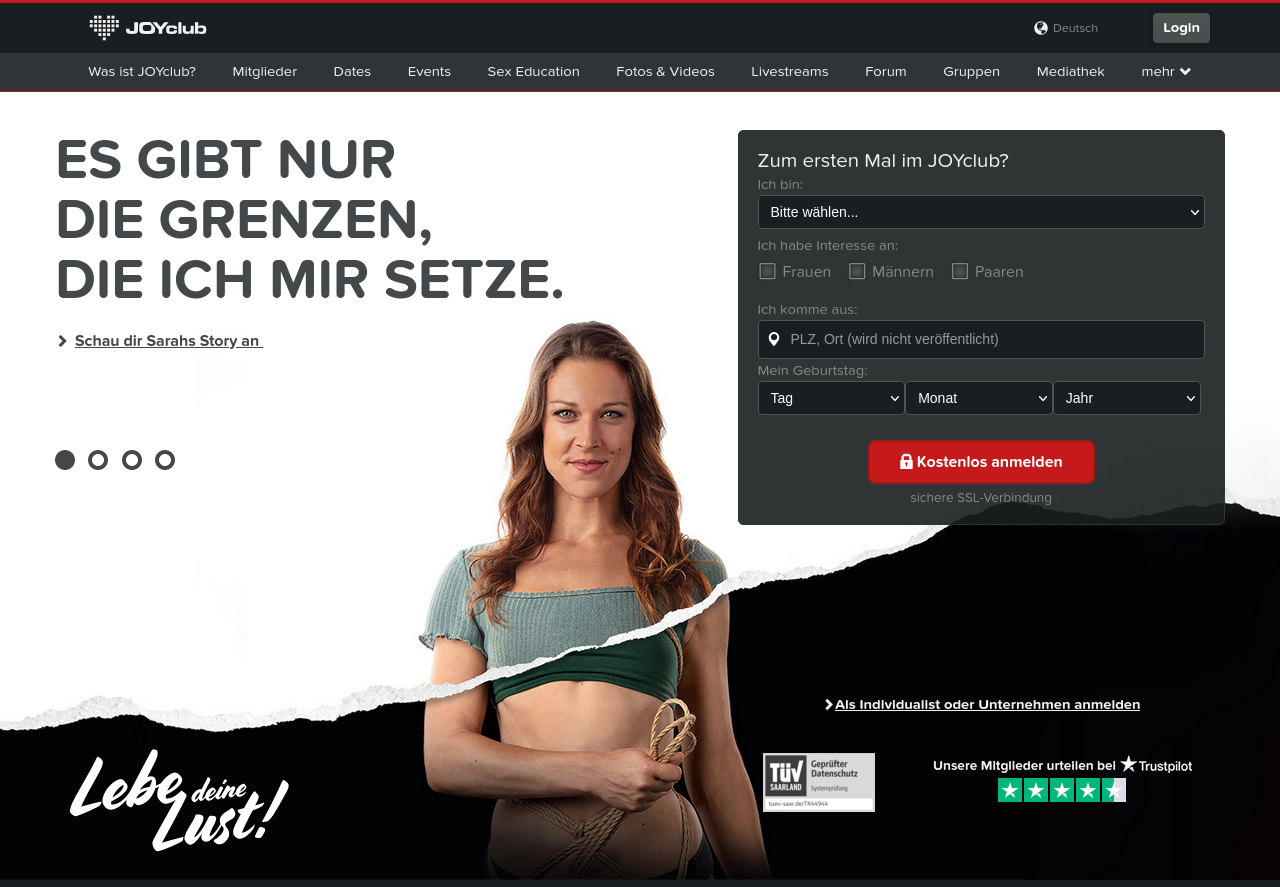 JOYclub
Deutsch
Login
Was ist JOYclub? Mitglieder Dates Events Sex Education Fotos & Videos Livestreams Forum Gruppen Mediathek mehr
ES GIBT NUR
DIE GRENZEN,
DIE ICH MIR SETZE.
Schau dir Sarahs Story an
Zum ersten Mal im JOYclub?
Ich bin:
Bitte wählen...
Ich habe Interesse an:
Frauen Männern Paaren
Ich komme aus:
PLZ, Ort (wird nicht veröffentlicht)
Mein Geburtstag:
Tag Monat Jahr
Kostenlos anmelden
sichere SSL-Verbindung
Als Individualist oder Unternehmen anmelden
Lebe deine
Lust!
TÜV
SAARLAND
Geprüfter
Datenschutz
Systemprüfung
tuev-saar.de/TK44944
Unsere Mitglieder urteilen bei Trustpilot